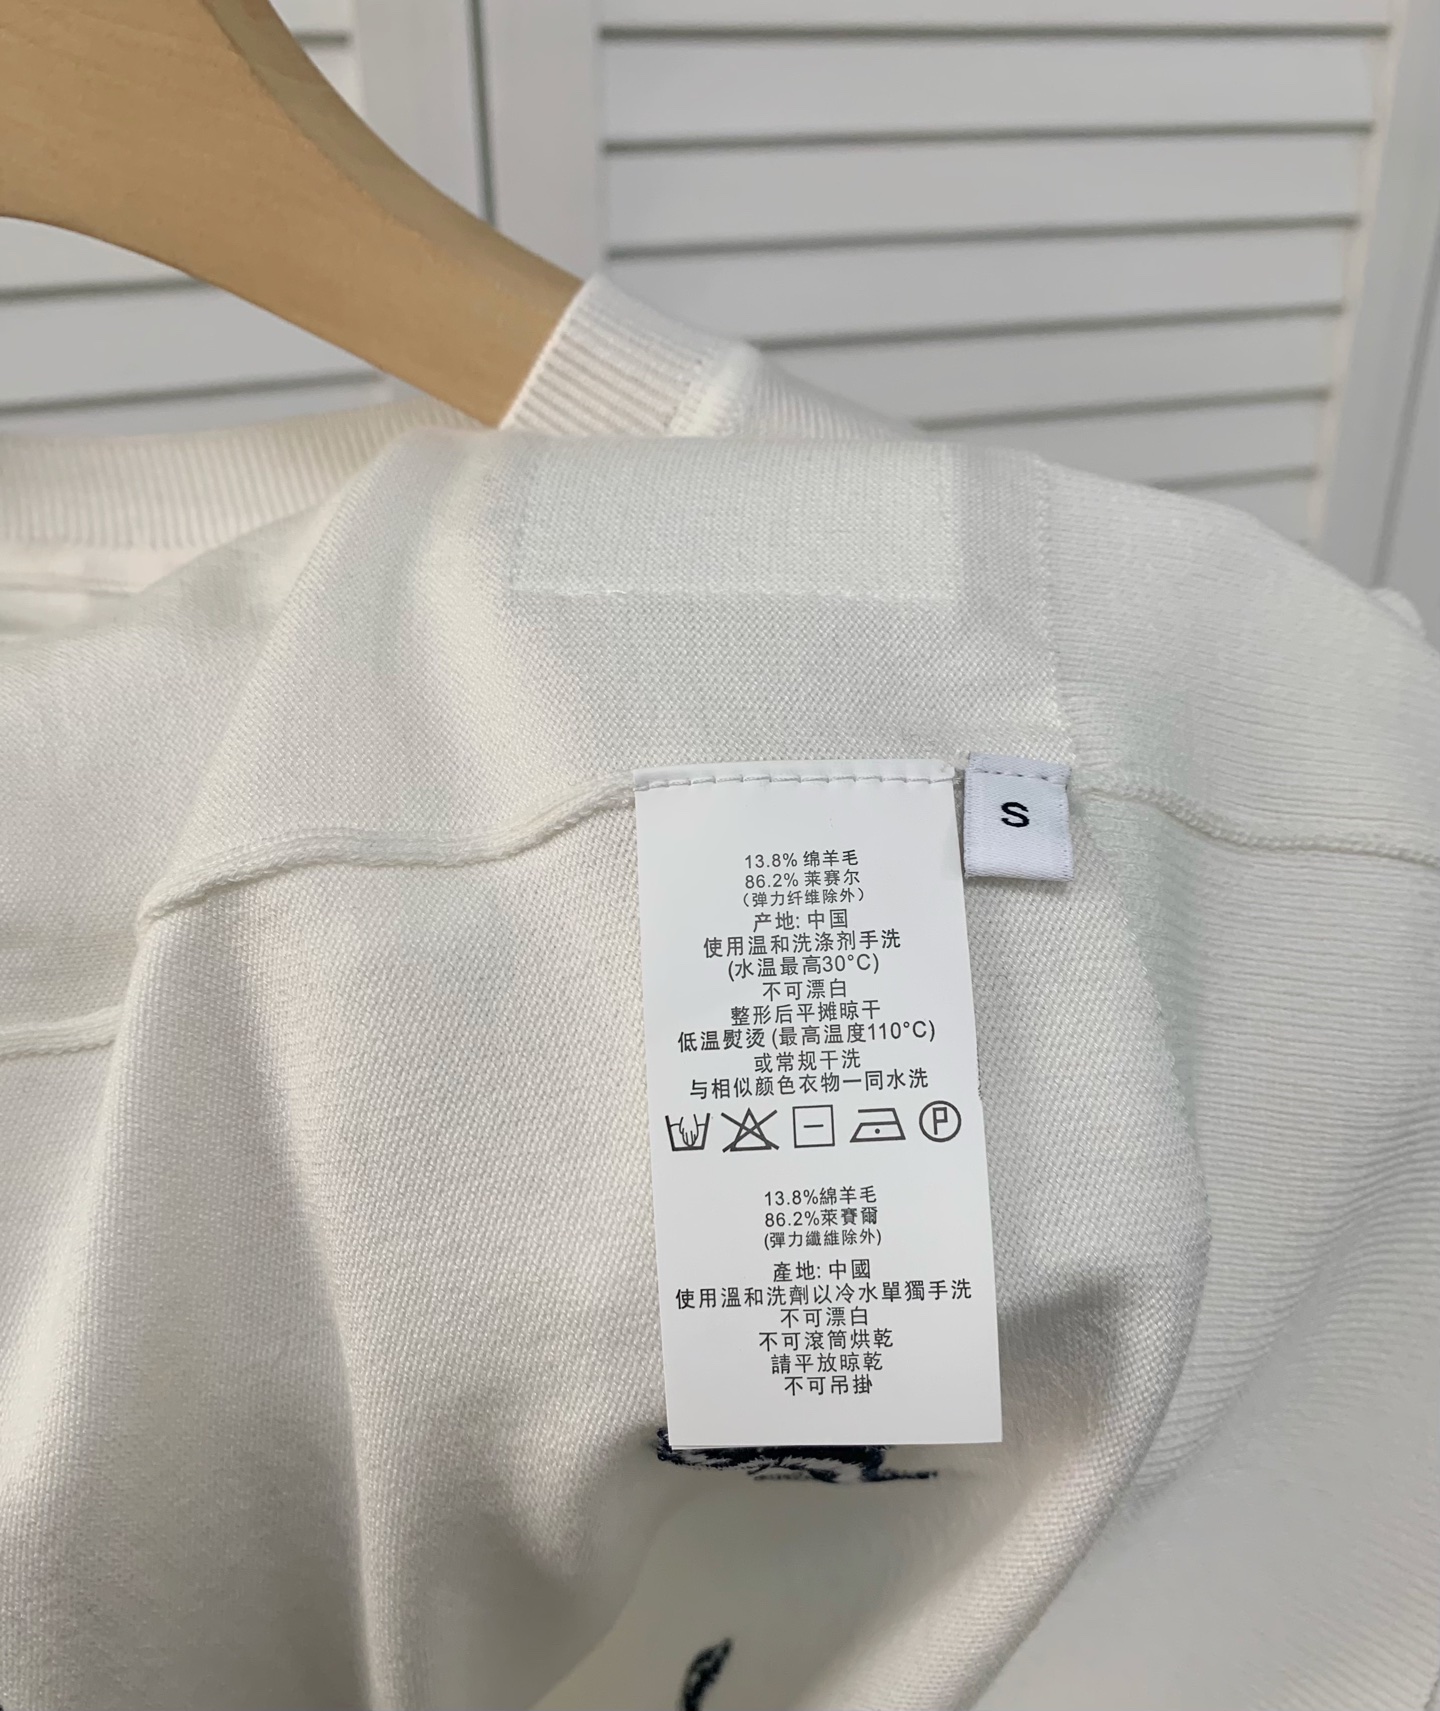 S
13.8% 绵羊毛
86.2% 莱赛尔
（弹力纤维除外）
产地: 中国
使用温和洗涤剂手洗
(水温最高30°C)
不可漂白
整形后平摊晾干
低温熨烫 (最高温度110°C)
或常规干洗
与相似颜色衣物一同水洗
P
13.8%綿羊毛
86.2%萊賽爾
(彈力纖維除外)
產地: 中國
使用溫和洗劑以冷水單獨手洗
不可漂白
不可滾筒烘乾
請平放晾乾
不可吊掛